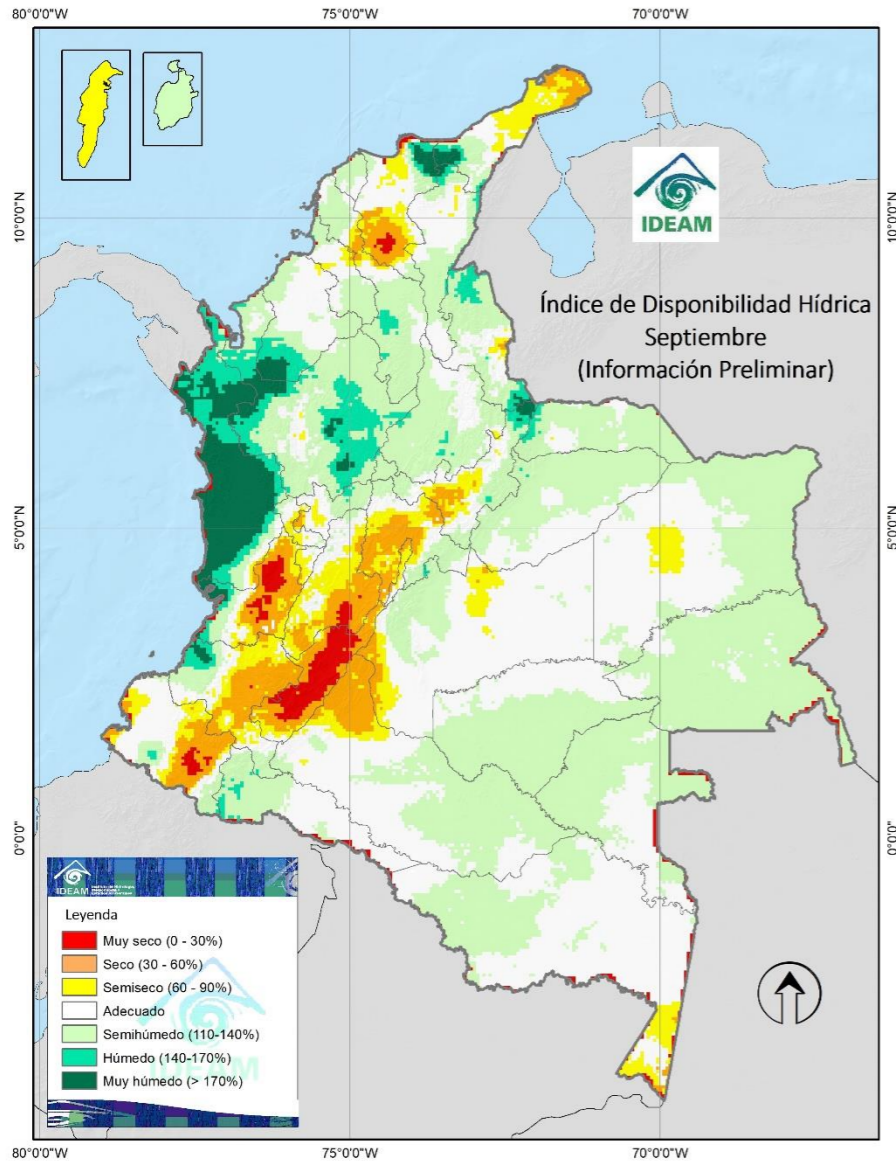 80°0'0"W 75°0'0"W 70°0'0"W
10°0'0"N 10°0'0"N
5°0'0"N 5°0'0"N
0°0'0" 0°0'0"
IDEAM
Índice de Disponibilidad Hídrica
Septiembre
(Información Preliminar)
IDEAM
Leyenda
Muy seco (0 - 30%)
Seco (30 - 60%)
Semiseco (60 - 90%)
Adecuado
Semihúmedo (110-140%)
Húmedo (140-170%)
Muy húmedo (> 170%)
IDEAM
80°0'0"W 75°0'0"W 70°0'0"W